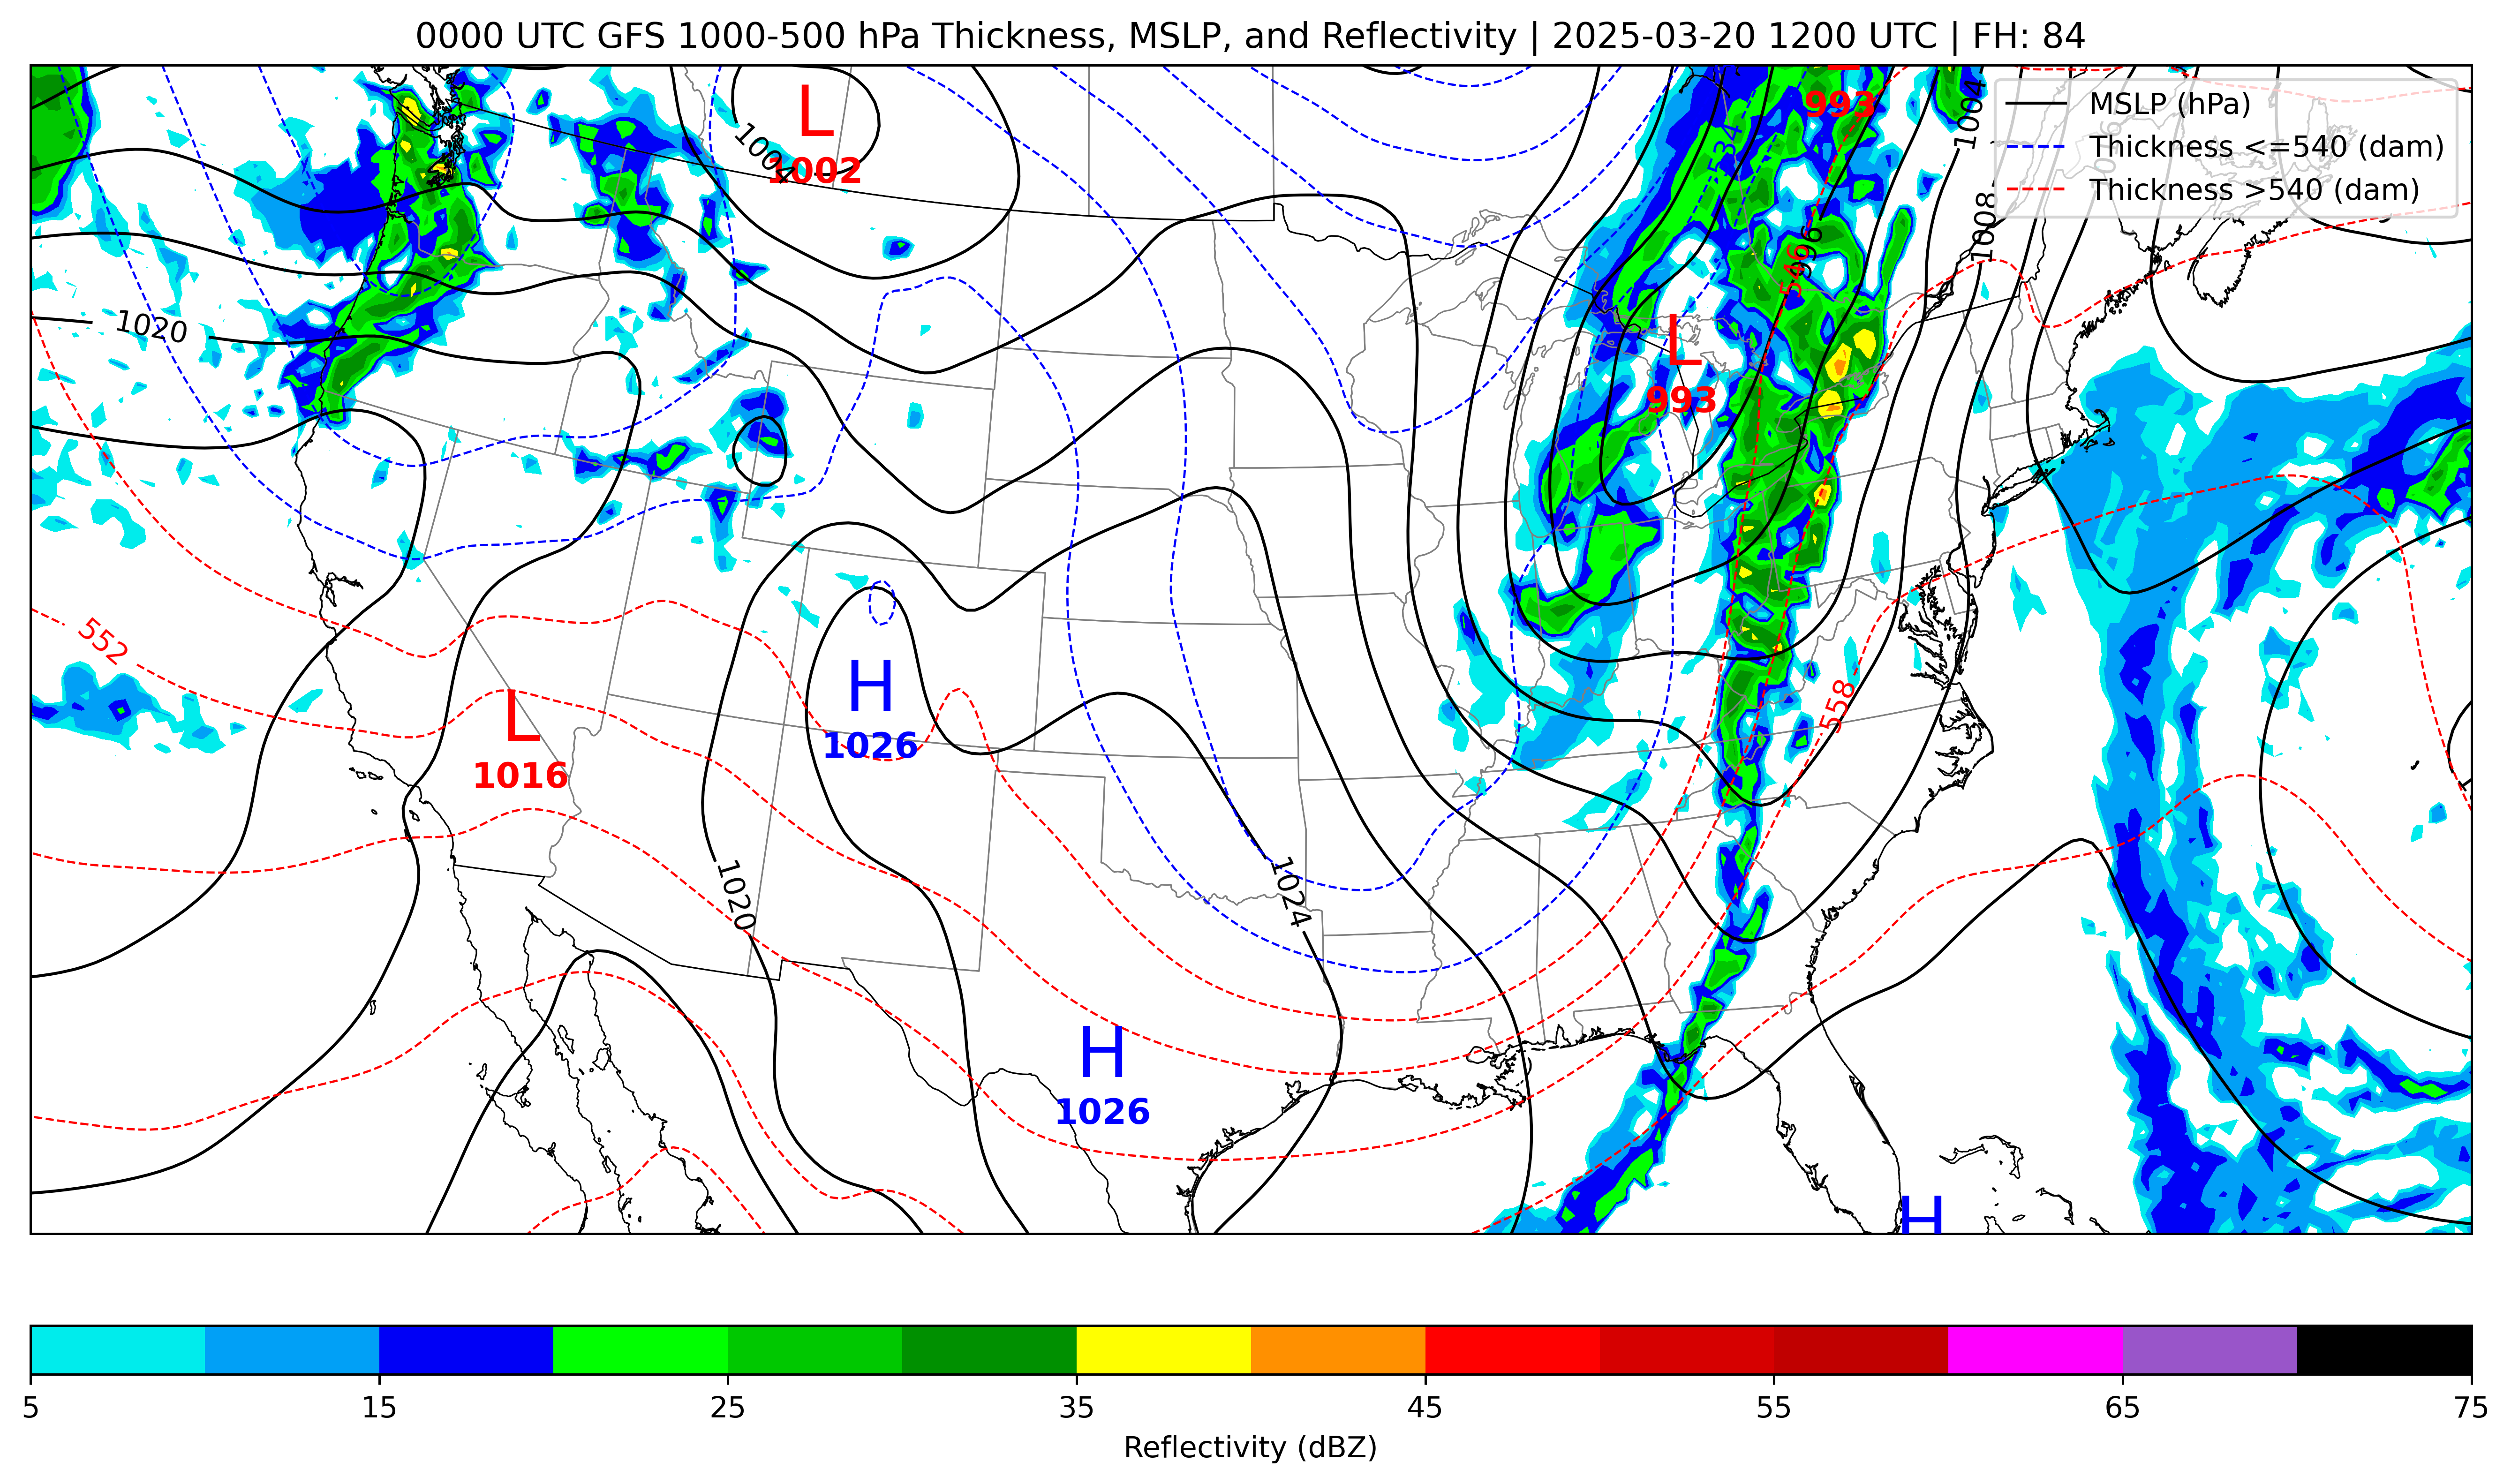 0000 UTC GFS 1000-500 hPa Thickness, MSLP, and Reflectivity | 2025-03-20 1200 UTC | FH: 84
MSLP (hPa)
Thickness <=540 (dam)
Thickness >540 (dam)
L
1002
1004
993
534
1004
1008
996
546
1020
L
993
552
H
1026
L
1016
558
1020
1024
H
1026
H
5 15 25 35 45 55 65 75
Reflectivity (dBZ)